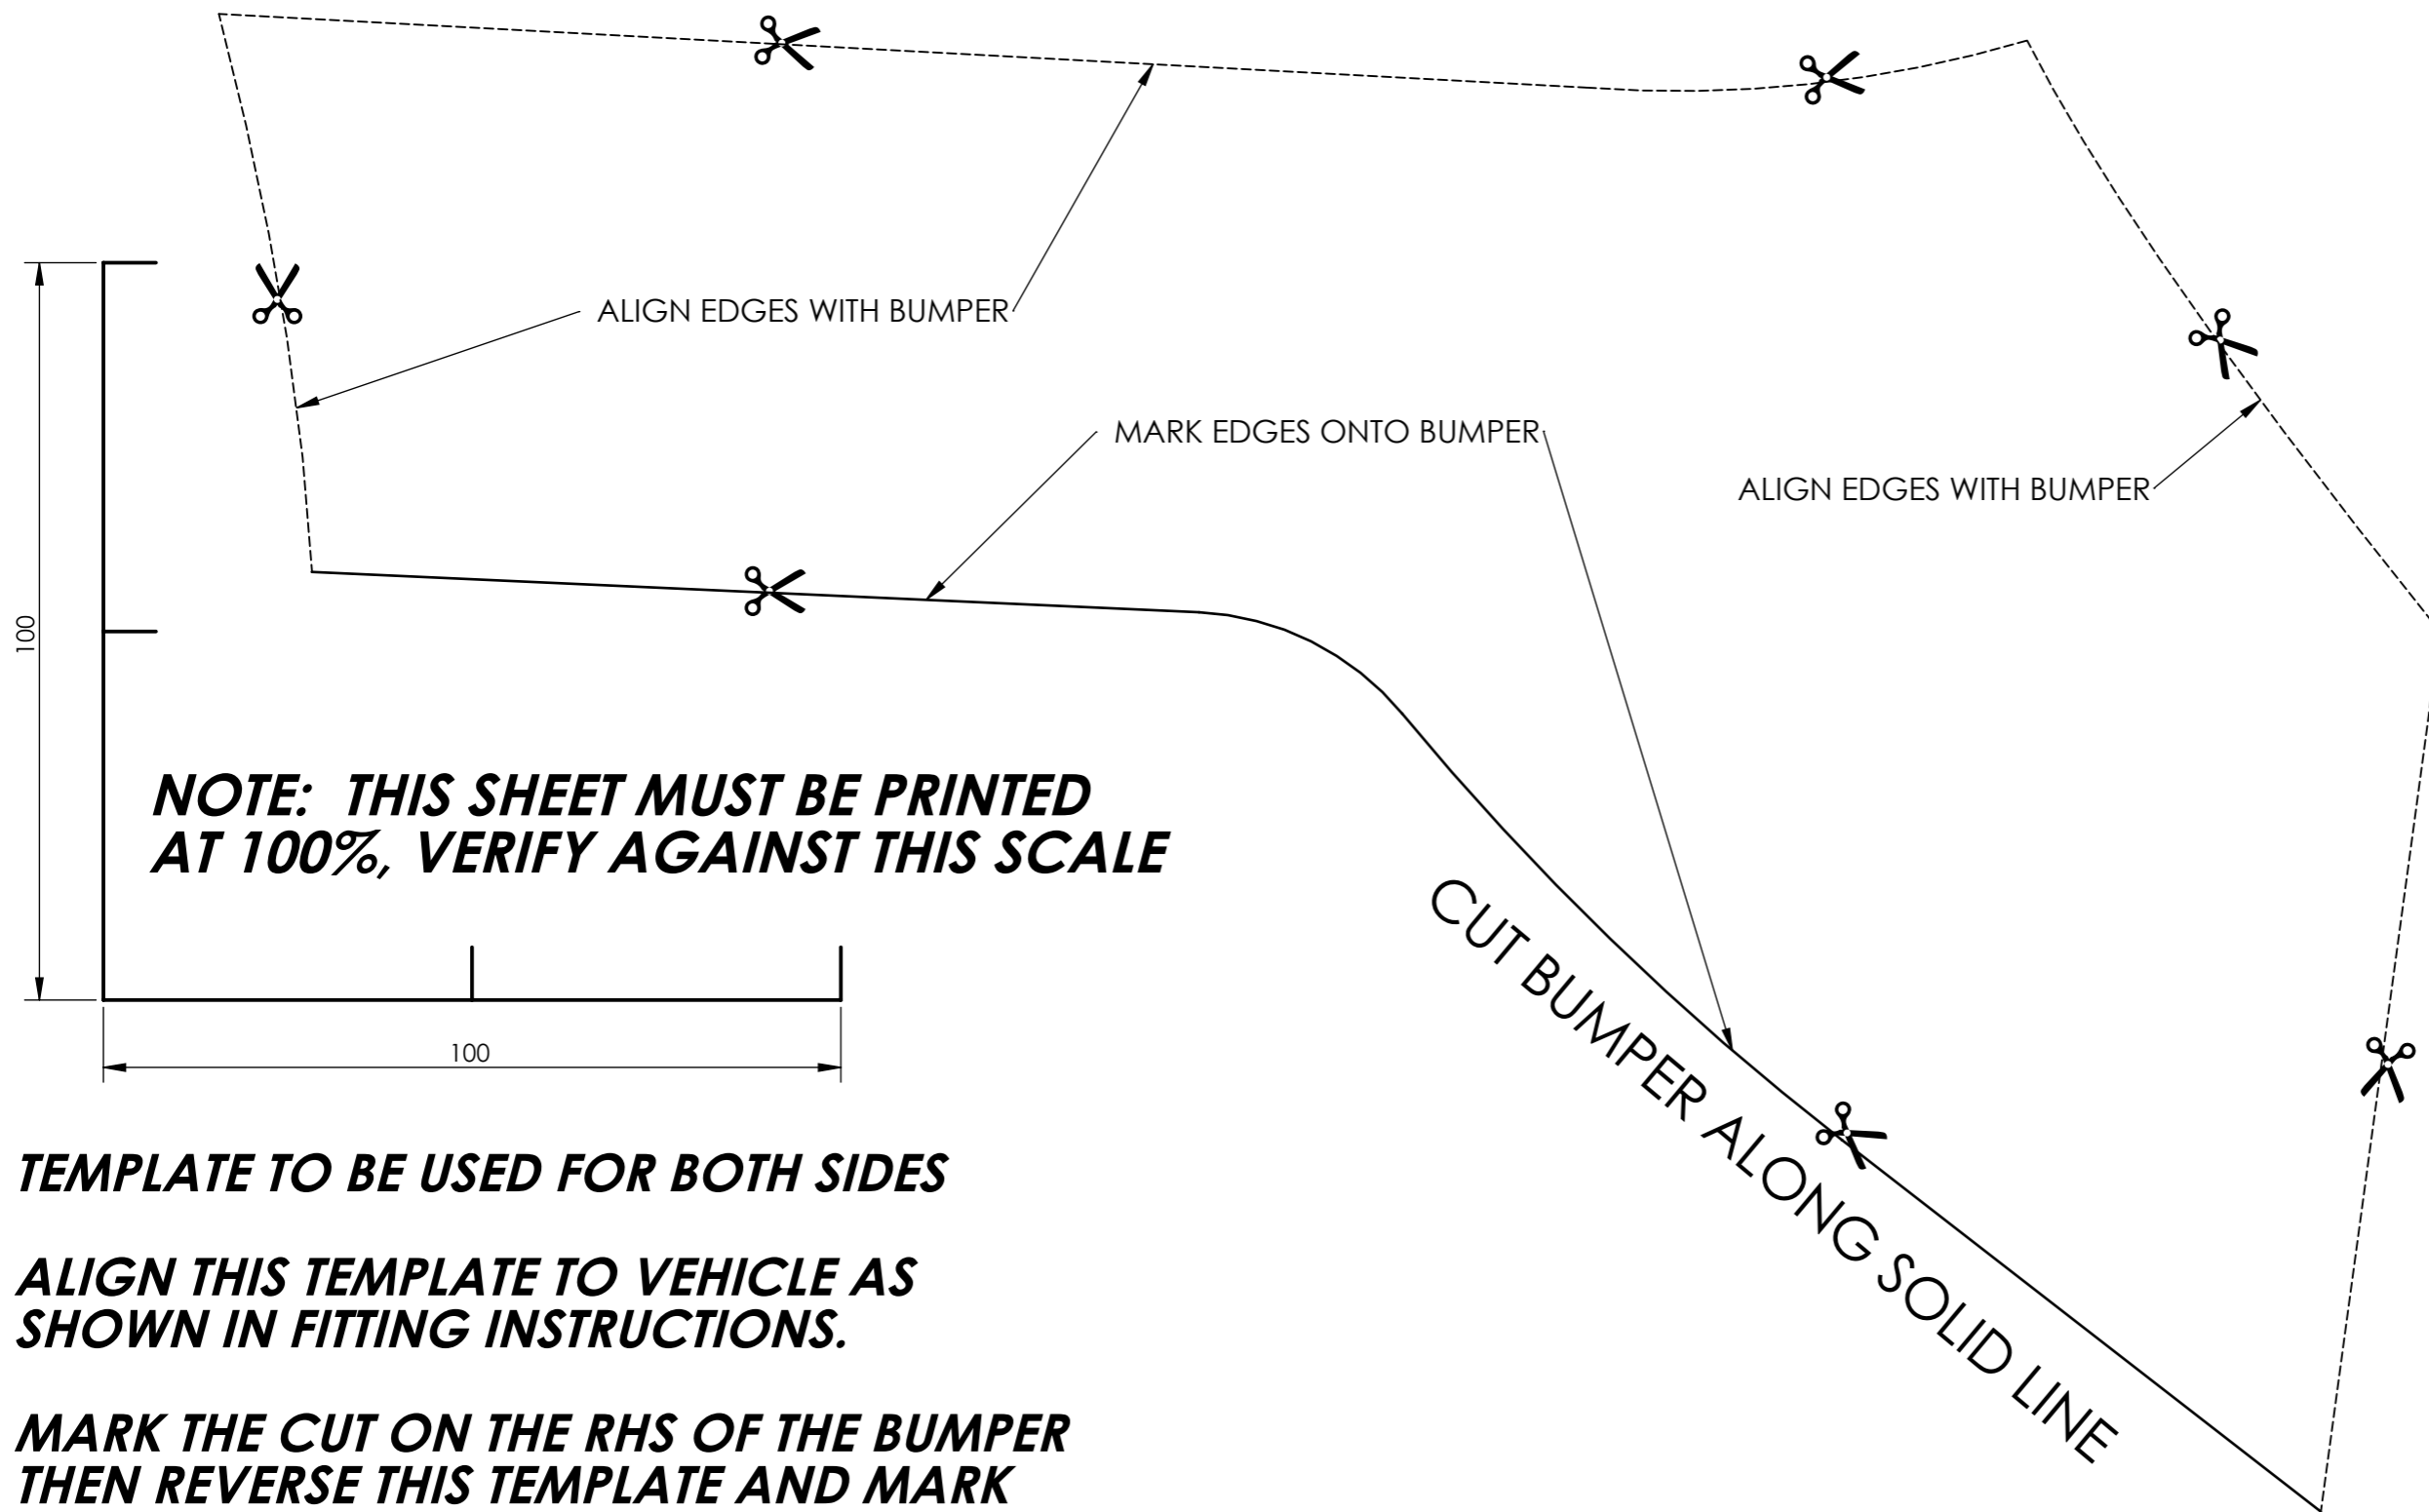 ALIGN EDGES WITH BUMPER
MARK EDGES ONTO BUMPER
ALIGN EDGES WITH BUMPER
100
NOTE: THIS SHEET MUST BE PRINTED
AT 100%, VERIFY AGAINST THIS SCALE
CUT BUMPER ALONG SOLID LINE
100
TEMPLATE TO BE USED FOR BOTH SIDES
ALIGN THIS TEMPLATE TO VEHICLE AS
SHOWN IN FITTING INSTRUCTIONS.
MARK THE CUT ON THE RHS OF THE BUMPER
THEN REVERSE THIS TEMPLATE AND MARK